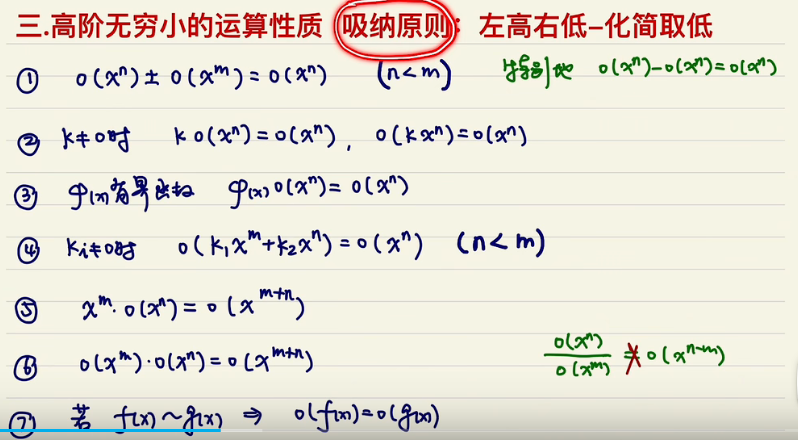 三.高阶无穷小的运算性质 吸纳原则：左高右低–化简取低
① o(xⁿ) ± o(xᵐ) = o(xⁿ) (n<m) 特别地 o(xⁿ)–o(xⁿ)=o(xⁿ)
② k≠0时 k o(xⁿ) = o(xⁿ), o(kxⁿ)=o(xⁿ)
③ φ(x)有界函数 φ(x) o(xⁿ) = o(xⁿ)
④ kᵢ≠0时 o(k₁xᵐ+k₂xⁿ) = o(xⁿ) (n<m)
⑤ xᵐ·o(xⁿ) = o(xᵐ⁺ⁿ)
⑥ o(xᵐ)·o(xⁿ) = o(xᵐ⁺ⁿ) o(xⁿ)/o(xᵐ) ≠ o(xⁿ⁻ᵐ)
⑦ 若 f(x)~g(x) ⇒ o(f(x))=o(g(x))